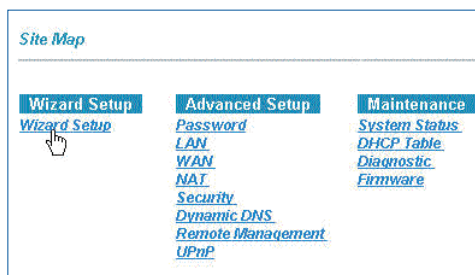 Site Map
Wizard Setup
Wizard Setup
Advanced Setup
Password
LAN
WAN
NAT
Security
Dynamic DNS
Remote Management
UPnP
Maintenance
System Status
DHCP Table
Diagnostic
Firmware